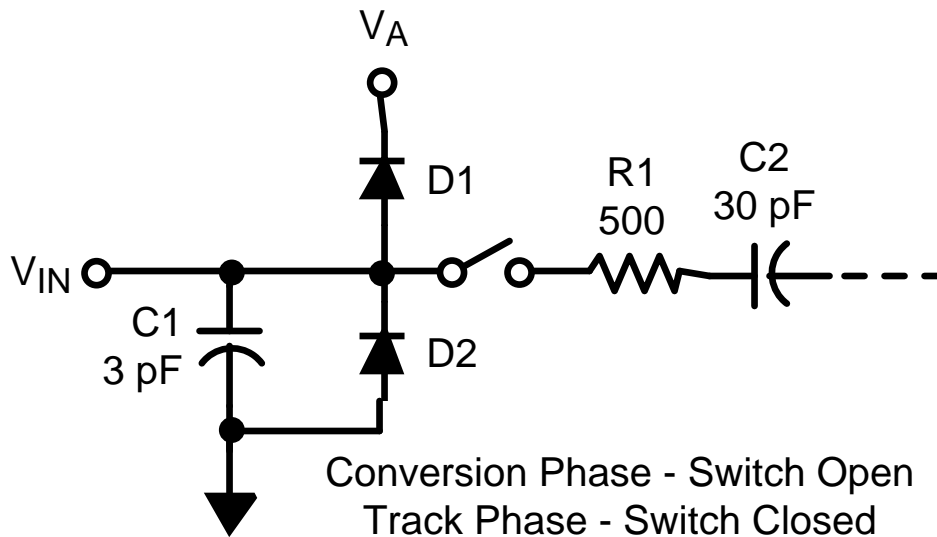 VA
D1
R1
500
C2
30 pF
VIN
C1
3 pF
D2
Conversion Phase - Switch Open
Track Phase - Switch Closed